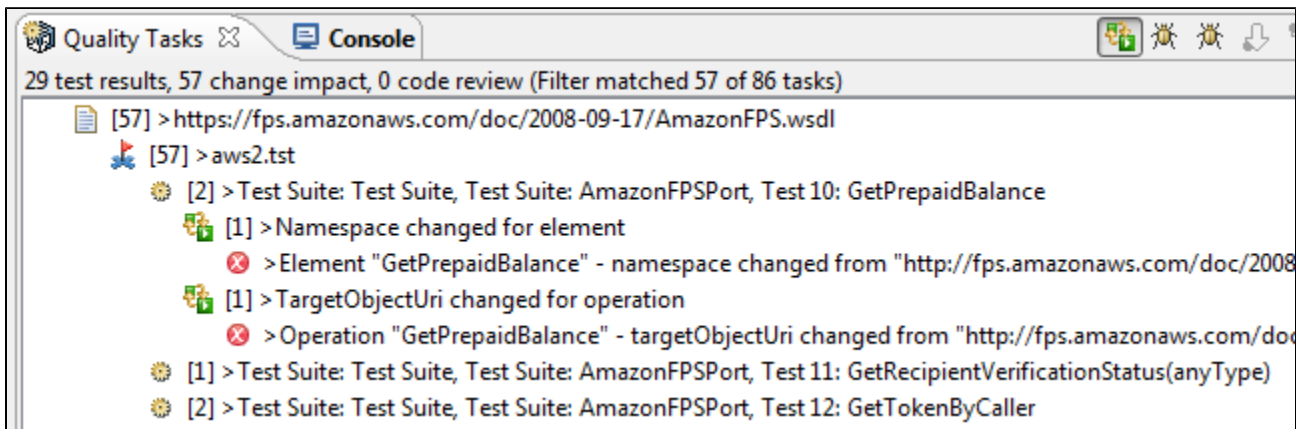 Quality Tasks Console
29 test results, 57 change impact, 0 code review (Filter matched 57 of 86 tasks)
[57] >https://fps.amazonaws.com/doc/2008-09-17/AmazonFPS.wsdl
[57] >aws2.tst
[2] >Test Suite: Test Suite, Test Suite: AmazonFPSPort, Test 10: GetPrepaidBalance
[1] >Namespace changed for element
>Element "GetPrepaidBalance" - namespace changed from "http://fps.amazonaws.com/doc/2008
[1] >TargetObjectUri changed for operation
>Operation "GetPrepaidBalance" - targetObjectUri changed from "http://fps.amazonaws.com/doc
[1] >Test Suite: Test Suite, Test Suite: AmazonFPSPort, Test 11: GetRecipientVerificationStatus(anyType)
[2] >Test Suite: Test Suite, Test Suite: AmazonFPSPort, Test 12: GetTokenByCaller